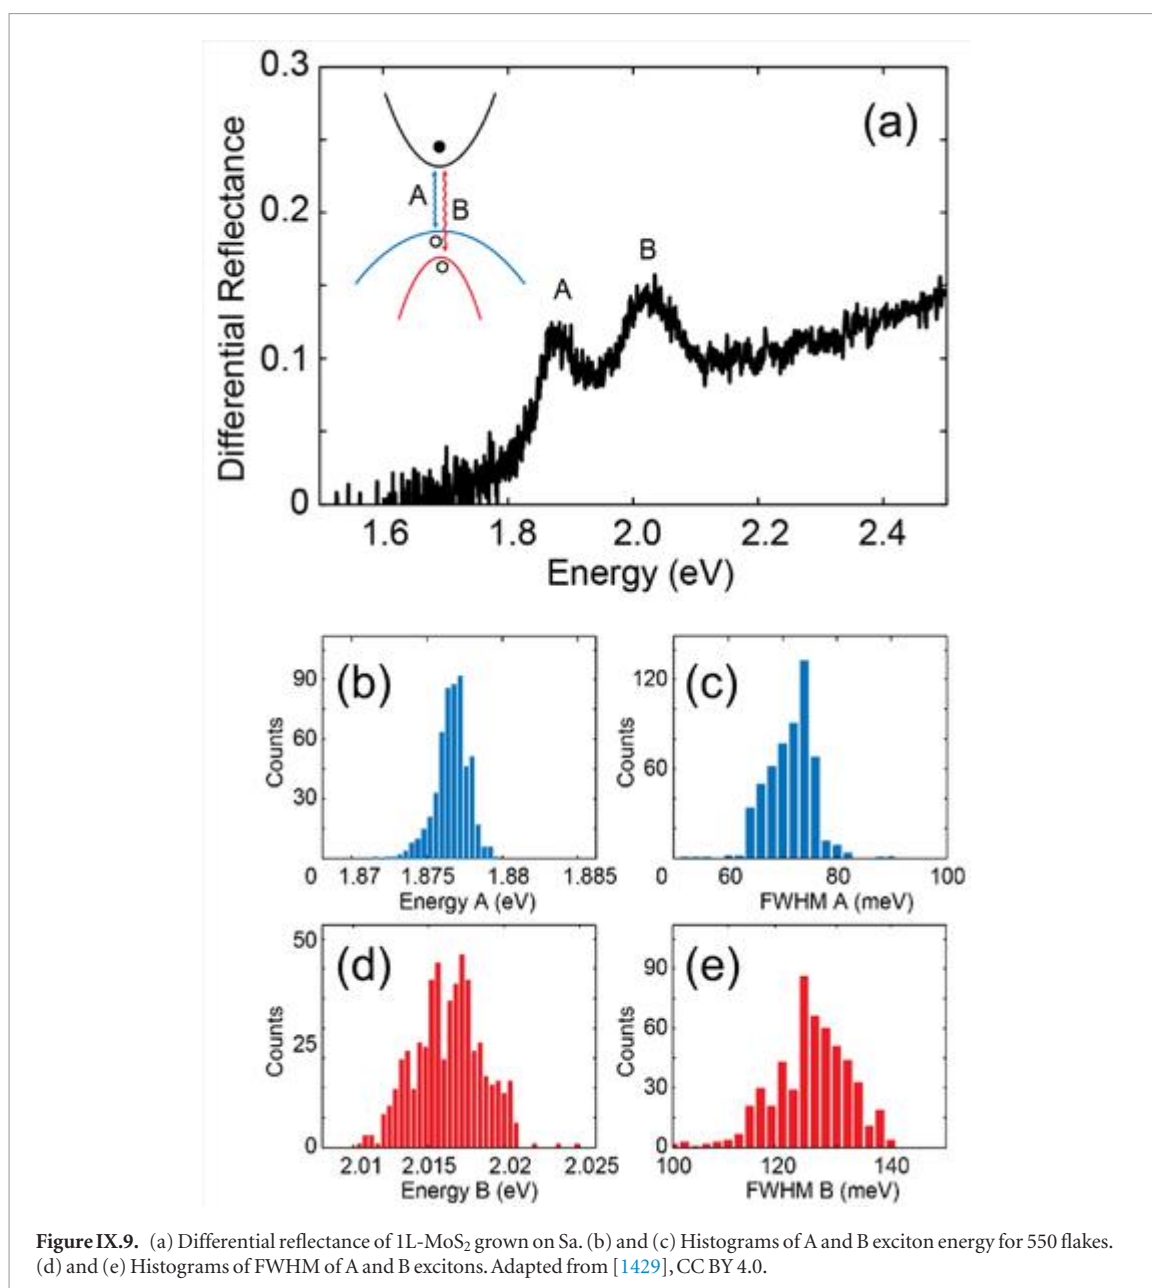 0.3
(a)
A
B
0.2
A
B
0.1
0
Differential Reflectance
1.6 1.8 2.0 2.2 2.4
Energy (eV)
(b)
90
60
30
0
Counts
1.87 1.875 1.88 1.885
Energy A (eV)
(c)
120
60
0
Counts
60 80 100
FWHM A (meV)
(d)
50
25
0
Counts
2.01 2.015 2.02 2.025
Energy B (eV)
(e)
90
60
30
0
Counts
100 120 140
FWHM B (meV)
Figure IX.9. (a) Differential reflectance of 1L-MoS₂ grown on Sa. (b) and (c) Histograms of A and B exciton energy for 550 flakes.
(d) and (e) Histograms of FWHM of A and B excitons. Adapted from [1429], CC BY 4.0.